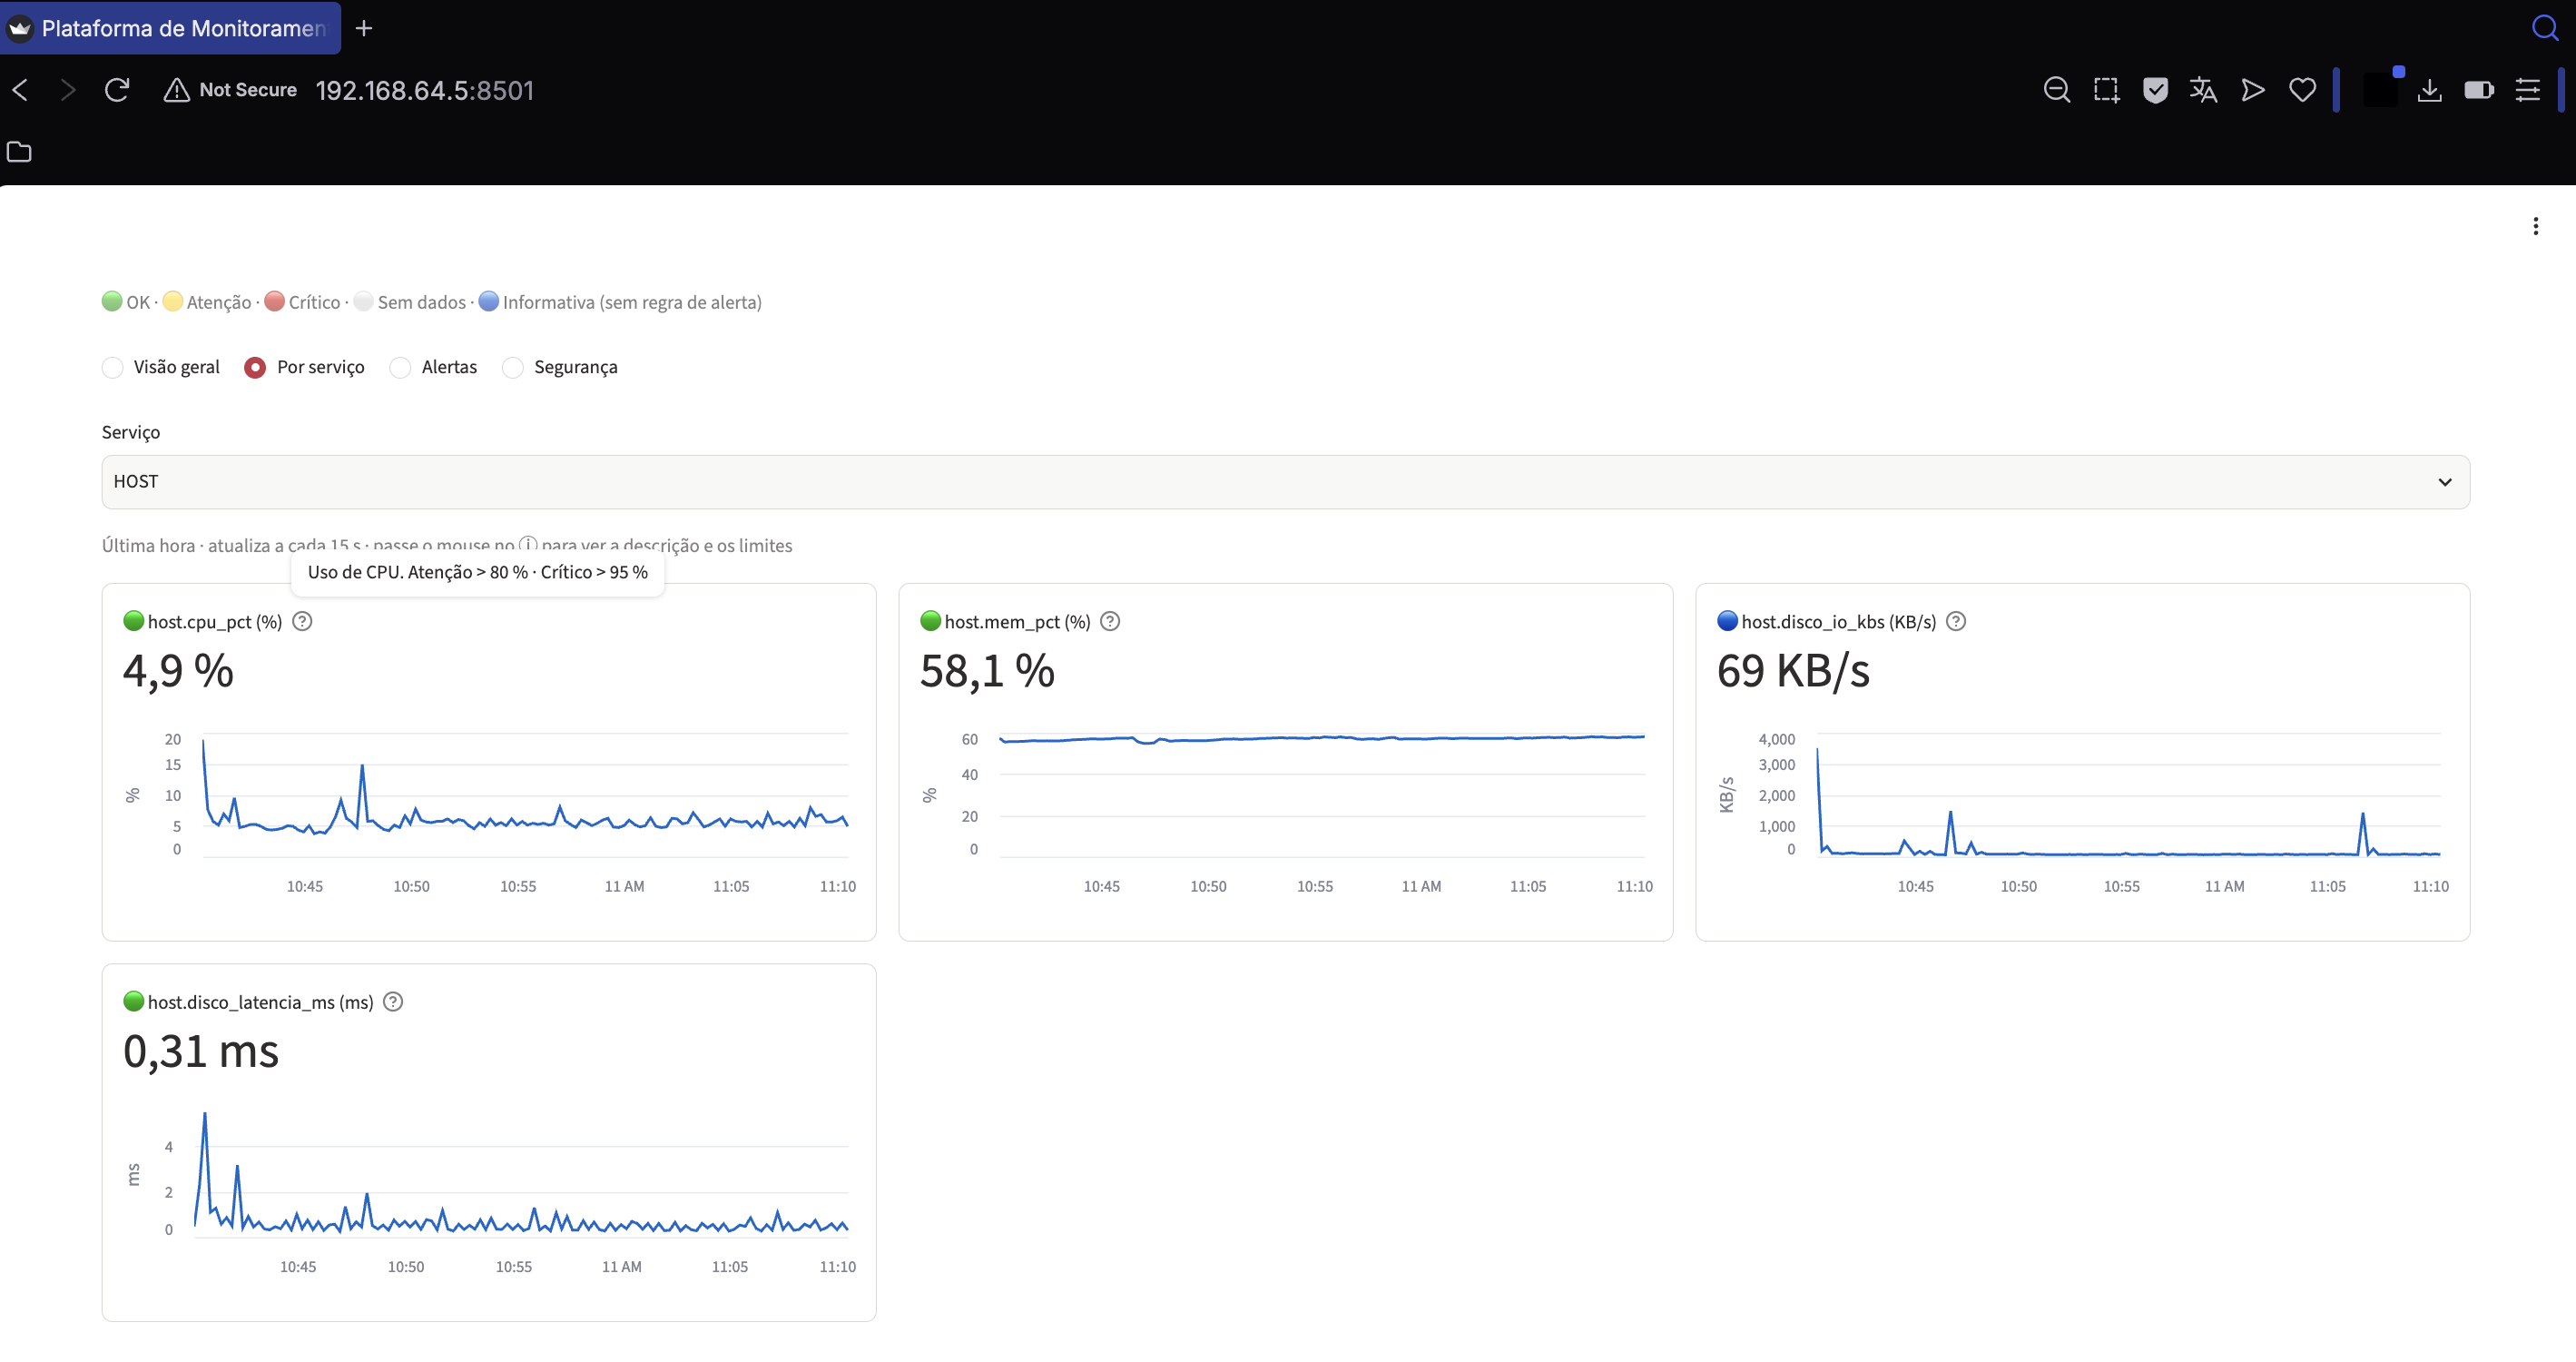 Plataforma de Monitoramen
Not Secure 192.168.64.5:8501
OK · Atenção · Crítico · Sem dados · Informativa (sem regra de alerta)
Visão geral Por serviço Alertas Segurança
Serviço
HOST
Última hora · atualiza a cada 15 s · passe o mouse no ⓘ para ver a descrição e os limites
Uso de CPU. Atenção > 80 % · Crítico > 95 %
host.cpu_pct (%)
4,9 %
20
15
10
5
0
%
10:45 10:50 10:55 11 AM 11:05 11:10
host.mem_pct (%)
58,1 %
60
40
20
0
%
10:45 10:50 10:55 11 AM 11:05 11:10
host.disco_io_kbs (KB/s)
69 KB/s
4,000
3,000
2,000
1,000
0
KB/s
10:45 10:50 10:55 11 AM 11:05 11:10
host.disco_latencia_ms (ms)
0,31 ms
4
2
0
ms
10:45 10:50 10:55 11 AM 11:05 11:10